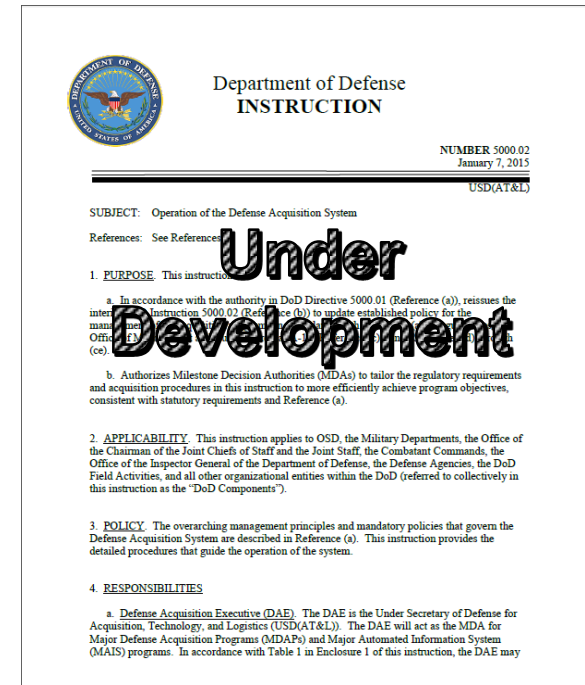 DEPARTMENT OF DEFENSE
UNITED STATES OF AMERICA
Department of Defense
INSTRUCTION
NUMBER 5000.02
January 7, 2015
USD(AT&L)
SUBJECT: Operation of the Defense Acquisition System
References: See References
Under
1. PURPOSE. This instruction
a. In accordance with the authority in DoD Directive 5000.01 (Reference (a)), reissues the
Instruction 5000.02 (Reference (b)) to update established policy for the
Development
(ce).
b. Authorizes Milestone Decision Authorities (MDAs) to tailor the regulatory requirements
and acquisition procedures in this instruction to more efficiently achieve program objectives,
consistent with statutory requirements and Reference (a).
2. APPLICABILITY. This instruction applies to OSD, the Military Departments, the Office of
the Chairman of the Joint Chiefs of Staff and the Joint Staff, the Combatant Commands, the
Office of the Inspector General of the Department of Defense, the Defense Agencies, the DoD
Field Activities, and all other organizational entities within the DoD (referred to collectively in
this instruction as the “DoD Components”).
3. POLICY. The overarching management principles and mandatory policies that govern the
Defense Acquisition System are described in Reference (a). This instruction provides the
detailed procedures that guide the operation of the system.
4. RESPONSIBILITIES
a. Defense Acquisition Executive (DAE). The DAE is the Under Secretary of Defense for
Acquisition, Technology, and Logistics (USD(AT&L)). The DAE will act as the MDA for
Major Defense Acquisition Programs (MDAPs) and Major Automated Information System
(MAIS) programs. In accordance with Table 1 in Enclosure 1 of this instruction, the DAE may